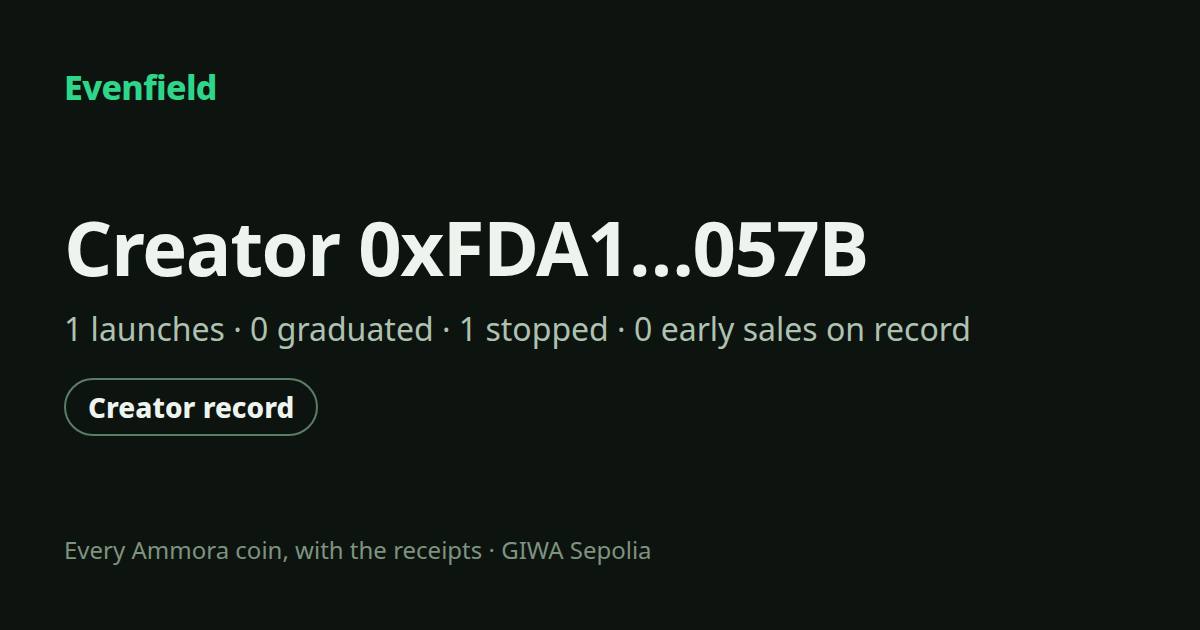 Evenfield
Creator 0xFDA1…057B
1 launches · 0 graduated · 1 stopped · 0 early sales on record
Creator record
Every Ammora coin, with the receipts · GIWA Sepolia